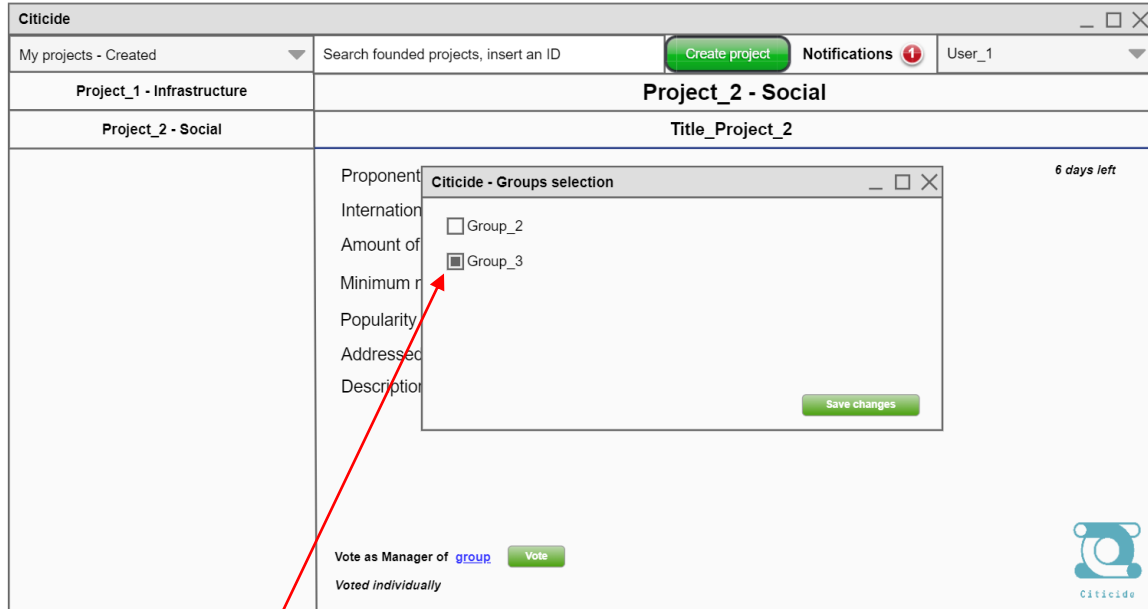 Citicide
My projects - Created
Search founded projects, insert an ID
Create project
Notifications 1
User_1
Project_1 - Infrastructure
Project_2 - Social
Project_2 - Social
Title_Project_2
6 days left
Proponent
Internation
Amount of
Minimum
Popularity
Addressed
Description
Citicide - Groups selection
Group_2
Group_3
Save changes
Vote as Manager of group Vote
Voted individually
Citicide